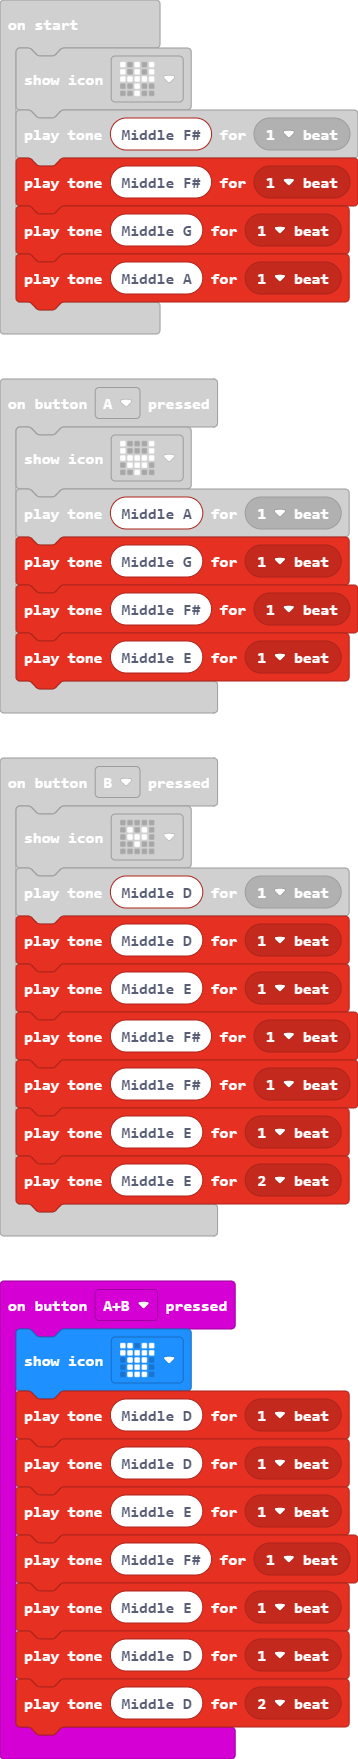 on start
show icon
play tone Middle F# for 1 beat
play tone Middle F# for 1 beat
play tone Middle G for 1 beat
play tone Middle A for 1 beat
on button A pressed
show icon
play tone Middle A for 1 beat
play tone Middle G for 1 beat
play tone Middle F# for 1 beat
play tone Middle E for 1 beat
on button B pressed
show icon
play tone Middle D for 1 beat
play tone Middle D for 1 beat
play tone Middle E for 1 beat
play tone Middle F# for 1 beat
play tone Middle F# for 1 beat
play tone Middle E for 1 beat
play tone Middle E for 2 beat
on button A+B pressed
show icon
play tone Middle D for 1 beat
play tone Middle D for 1 beat
play tone Middle E for 1 beat
play tone Middle F# for 1 beat
play tone Middle E for 1 beat
play tone Middle D for 1 beat
play tone Middle D for 2 beat